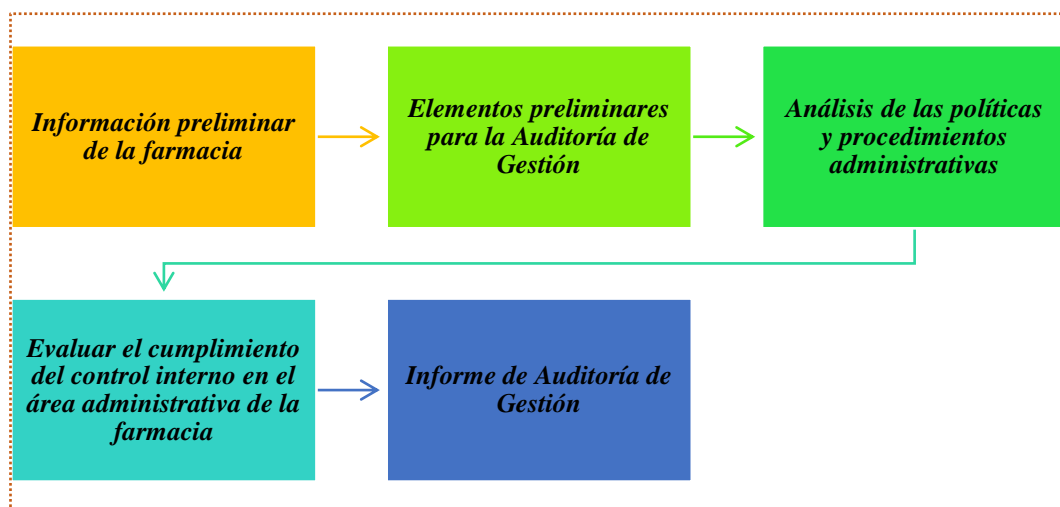 Información preliminar
de la farmacia
Elementos preliminares
para la Auditoría de
Gestión
Análisis de las políticas
y procedimientos
administrativas
Evaluar el cumplimiento
del control interno en el
área administrativa de la
farmacia
Informe de Auditoría de
Gestión